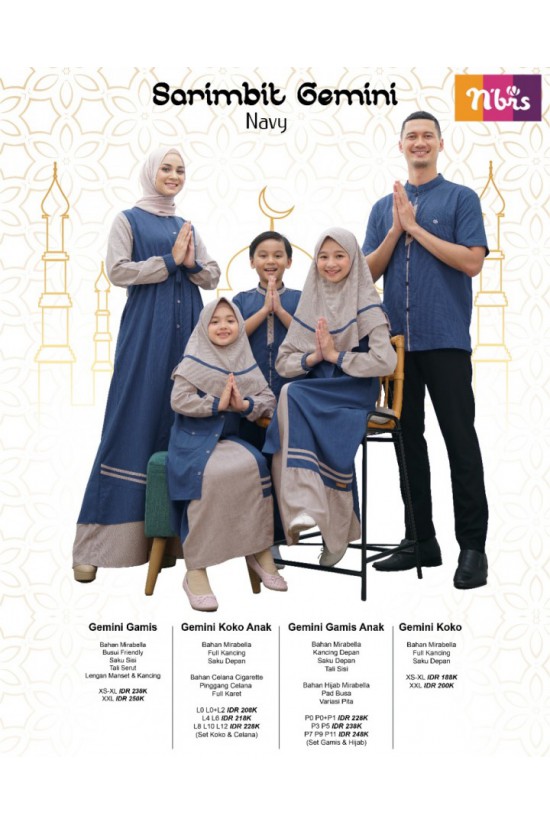 Sarimbit Gemini
Navy
N'brs
Gemini Gamis
Bahan Mirabella
Busui Friendly
Saku Sisi
Tali Serut
Lengan Manset & Kancing
XS-XL IDR 238K
XXL IDR 258K
Gemini Koko Anak
Bahan Mirabella
Full Kancing
Saku Depan
Bahan Celana Cigarette
Pinggang Celana
Full Karet
L0 L0+L2 IDR 208K
L4 L6 IDR 218K
L8 L10 L12 IDR 228K
(Set Koko & Celana)
Gemini Gamis Anak
Bahan Mirabella
Kancing Depan
Saku Depan
Tali Sisi
Bahan Hijab Mirabella
Pad Busa
Variasi Pita
P0 P0+P1 IDR 228K
P3 P5 IDR 238K
P7 P9 P11 IDR 248K
(Set Gamis & Hijab)
Gemini Koko
Bahan Mirabella
Full Kancing
Saku Depan
XS-XL IDR 188K
XXL IDR 200K